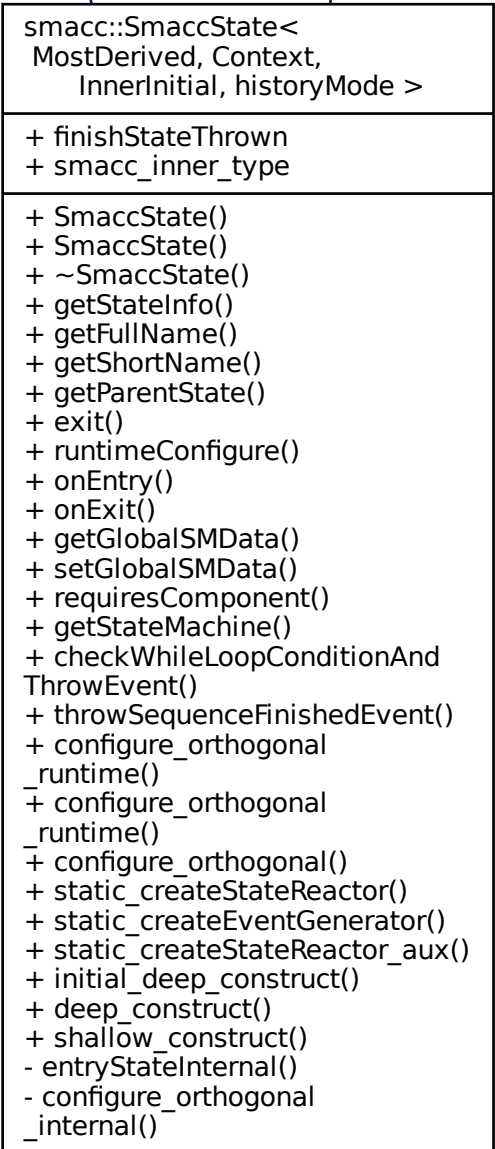 smacc::SmaccState<
MostDerived, Context,
InnerInitial, historyMode >
+ finishStateThrown
+ smacc_inner_type
+ SmaccState()
+ SmaccState()
+ ~SmaccState()
+ getStateInfo()
+ getFullName()
+ getShortName()
+ getParentState()
+ exit()
+ runtimeConfigure()
+ onEntry()
+ onExit()
+ getGlobalSMData()
+ setGlobalSMData()
+ requiresComponent()
+ getStateMachine()
+ checkWhileLoopConditionAnd
ThrowEvent()
+ throwSequenceFinishedEvent()
+ configure_orthogonal
_runtime()
+ configure_orthogonal
_runtime()
+ configure_orthogonal()
+ static_createStateReactor()
+ static_createEventGenerator()
+ static_createStateReactor_aux()
+ initial_deep_construct()
+ deep_construct()
+ shallow_construct()
- entryStateInternal()
- configure_orthogonal
_internal()